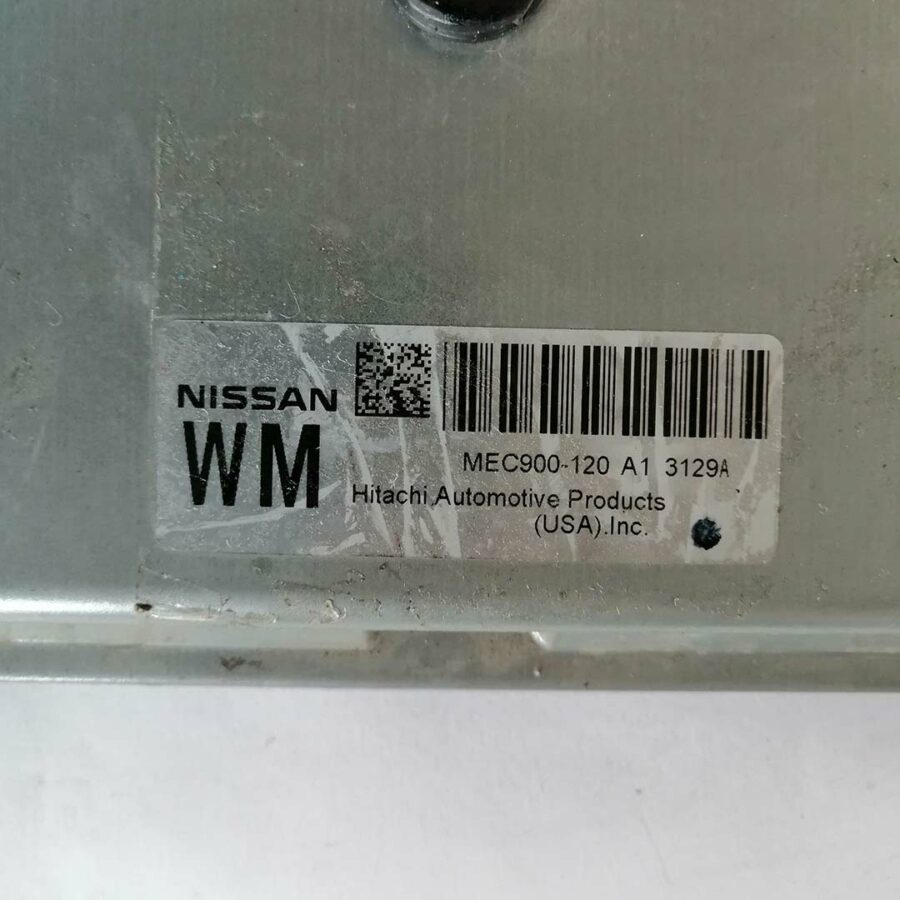 NISSAN
WM
MEC900-120 A1 3129A
Hitachi Automotive Products
(USA).Inc.